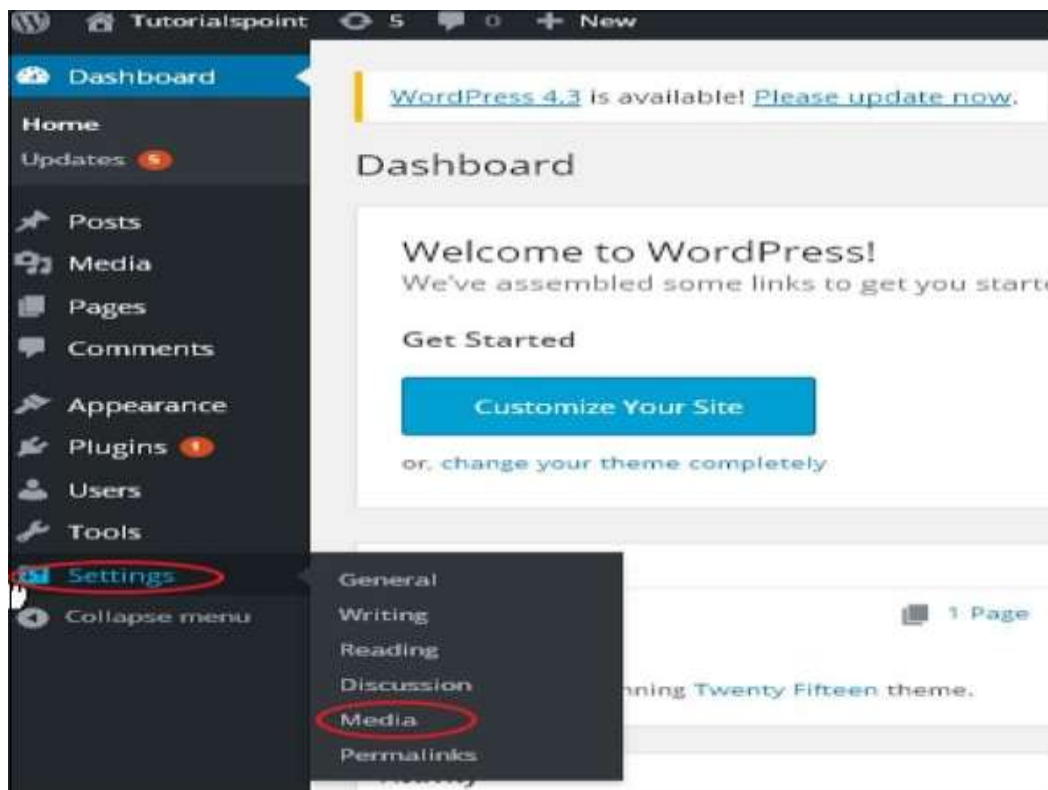 Tutorialspoint 5 0 New
Dashboard
Home
Updates 5
Posts
Media
Pages
Comments
Appearance
Plugins 1
Users
Tools
Settings
Collapse menu
General
Writing
Reading
Discussion
Media
Permalinks
WordPress 4.3 is available! Please update now.
Dashboard
Welcome to WordPress!
We've assembled some links to get you starte
Get Started
Customize Your Site
or, change your theme completely
1 Page
nning Twenty Fifteen theme.